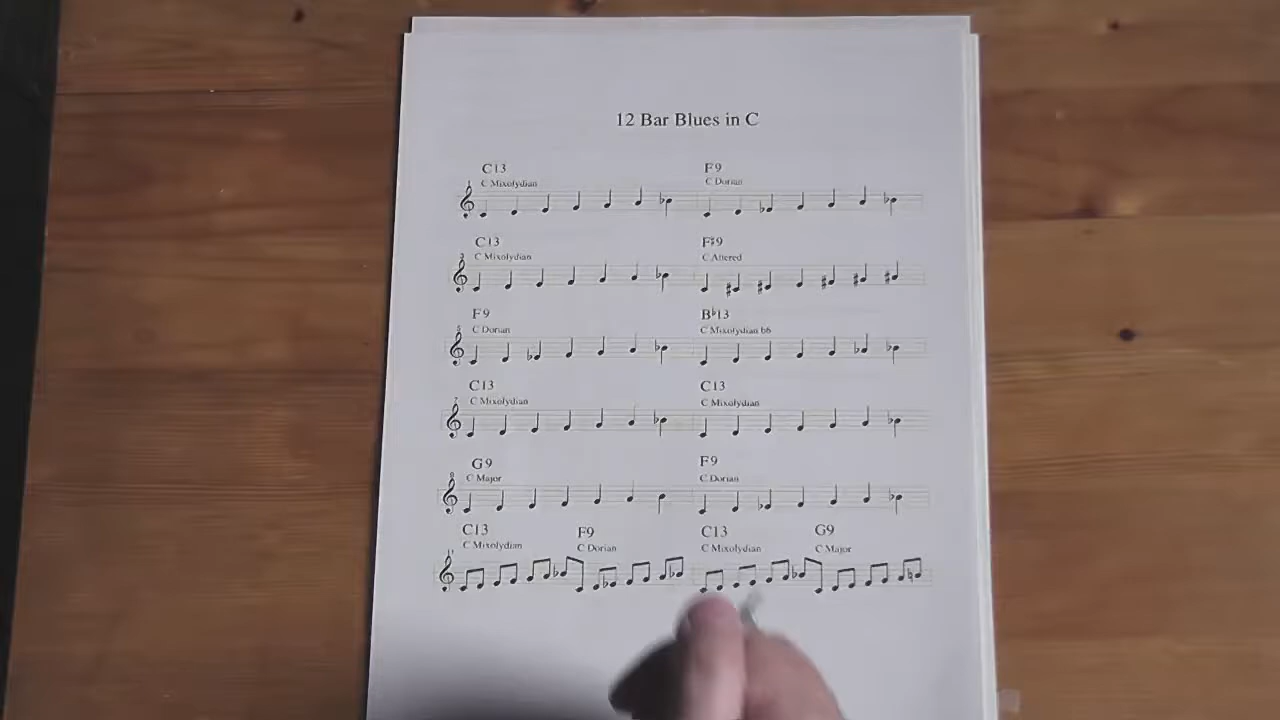 12 Bar Blues in C
C13 F9
C Mixolydian C Dorian
C13 F#9
C Mixolydian C Altered
F9 B♭13
C Dorian C Mixolydian b6
C13 C13
C Mixolydian C Mixolydian
G9 F9
C Major C Dorian
C13 F9 C13 G9
C Mixolydian C Dorian C Mixolydian C Major